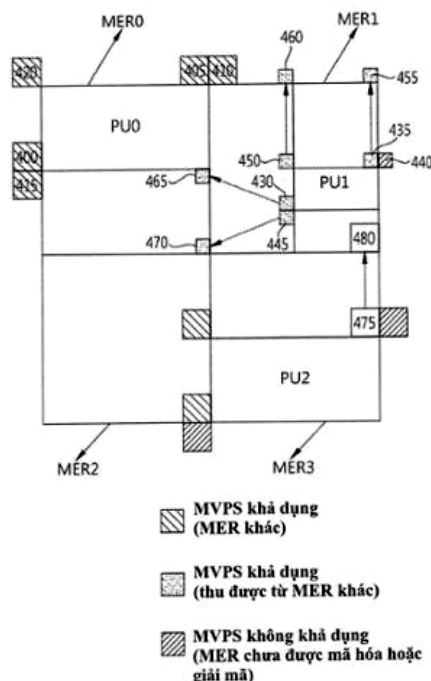 MER0
MER1
460
420
405
410
455
PU0
435
400
450
440
465
430
PU1
415
470
445
480
475
PU2
MER2
MER3
MVPS khả dụng
(MER khác)
MVPS khả dụng
(thu được từ MER khác)
MVPS không khả dụng
(MER chưa được mã hóa hoặc
giải mã)